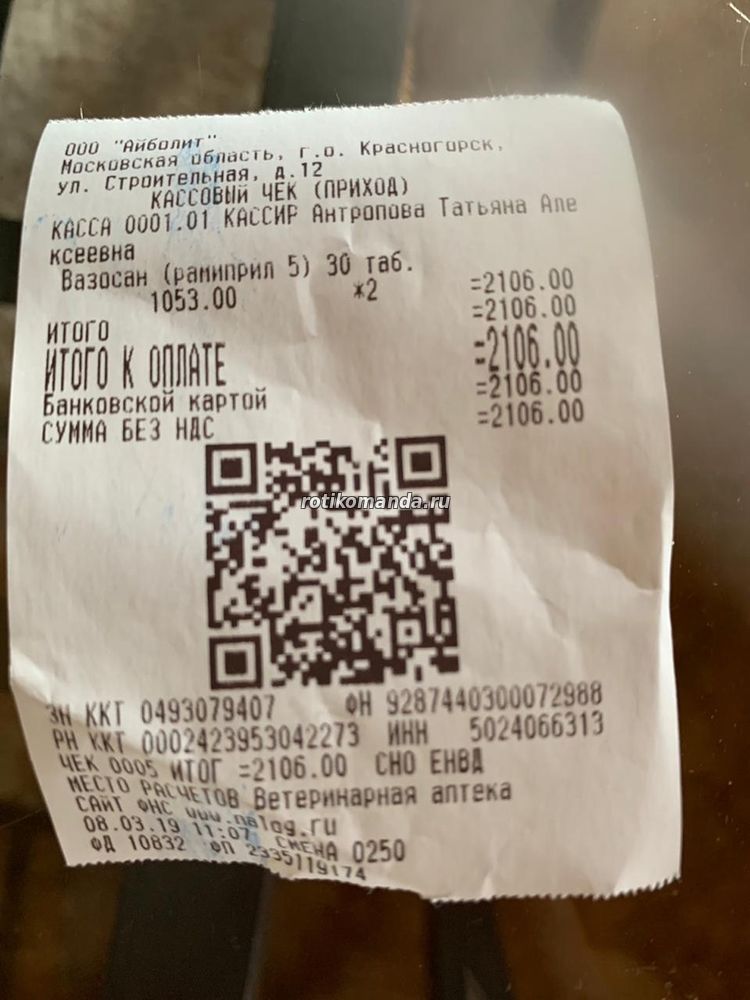 ООО "Айболит"
Московская область, г.о. Красногорск,
ул. Строительная, д.12
КАССОВЫЙ ЧЕК (ПРИХОД)
КАССА 0001.01 КАССИР Антропова Татьяна Але
ксеевна
Вазосан (рамиприл 5) 30 таб.
1053.00 *2 =2106.00
ИТОГО =2106.00
ИТОГО К ОПЛАТЕ =2106.00
Банковской картой =2106.00
СУММА БЕЗ НДС =2106.00
rotikomanda.ru
ЗН ККТ 0493079407 ФН 9287440300072988
РН ККТ 0002423953042273 ИНН 5024066313
ЧЕК 0005 ИТОГ =2106.00 СНО ЕНВД
МЕСТО РАСЧЕТОВ Ветеринарная аптека
САЙТ ФНС www.nalog.ru
08.03.19 11:07 СМЕНА 0250
ФД 10832 ФП 2335719174